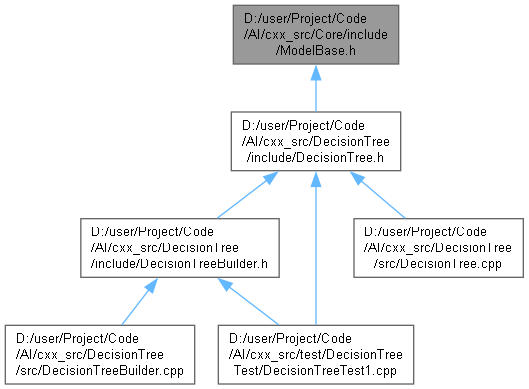 D:/user/Project/Code
/AI/cxx_src/Core/include
/ModelBase.h
D:/user/Project/Code
/AI/cxx_src/DecisionTree
/include/DecisionTree.h
D:/user/Project/Code
/AI/cxx_src/DecisionTree
/include/DecisionTreeBuilder.h
D:/user/Project/Code
/AI/cxx_src/DecisionTree
/src/DecisionTree.cpp
D:/user/Project/Code
/AI/cxx_src/DecisionTree
/src/DecisionTreeBuilder.cpp
D:/user/Project/Code
/AI/cxx_src/test/DecisionTree
Test/DecisionTreeTest1.cpp